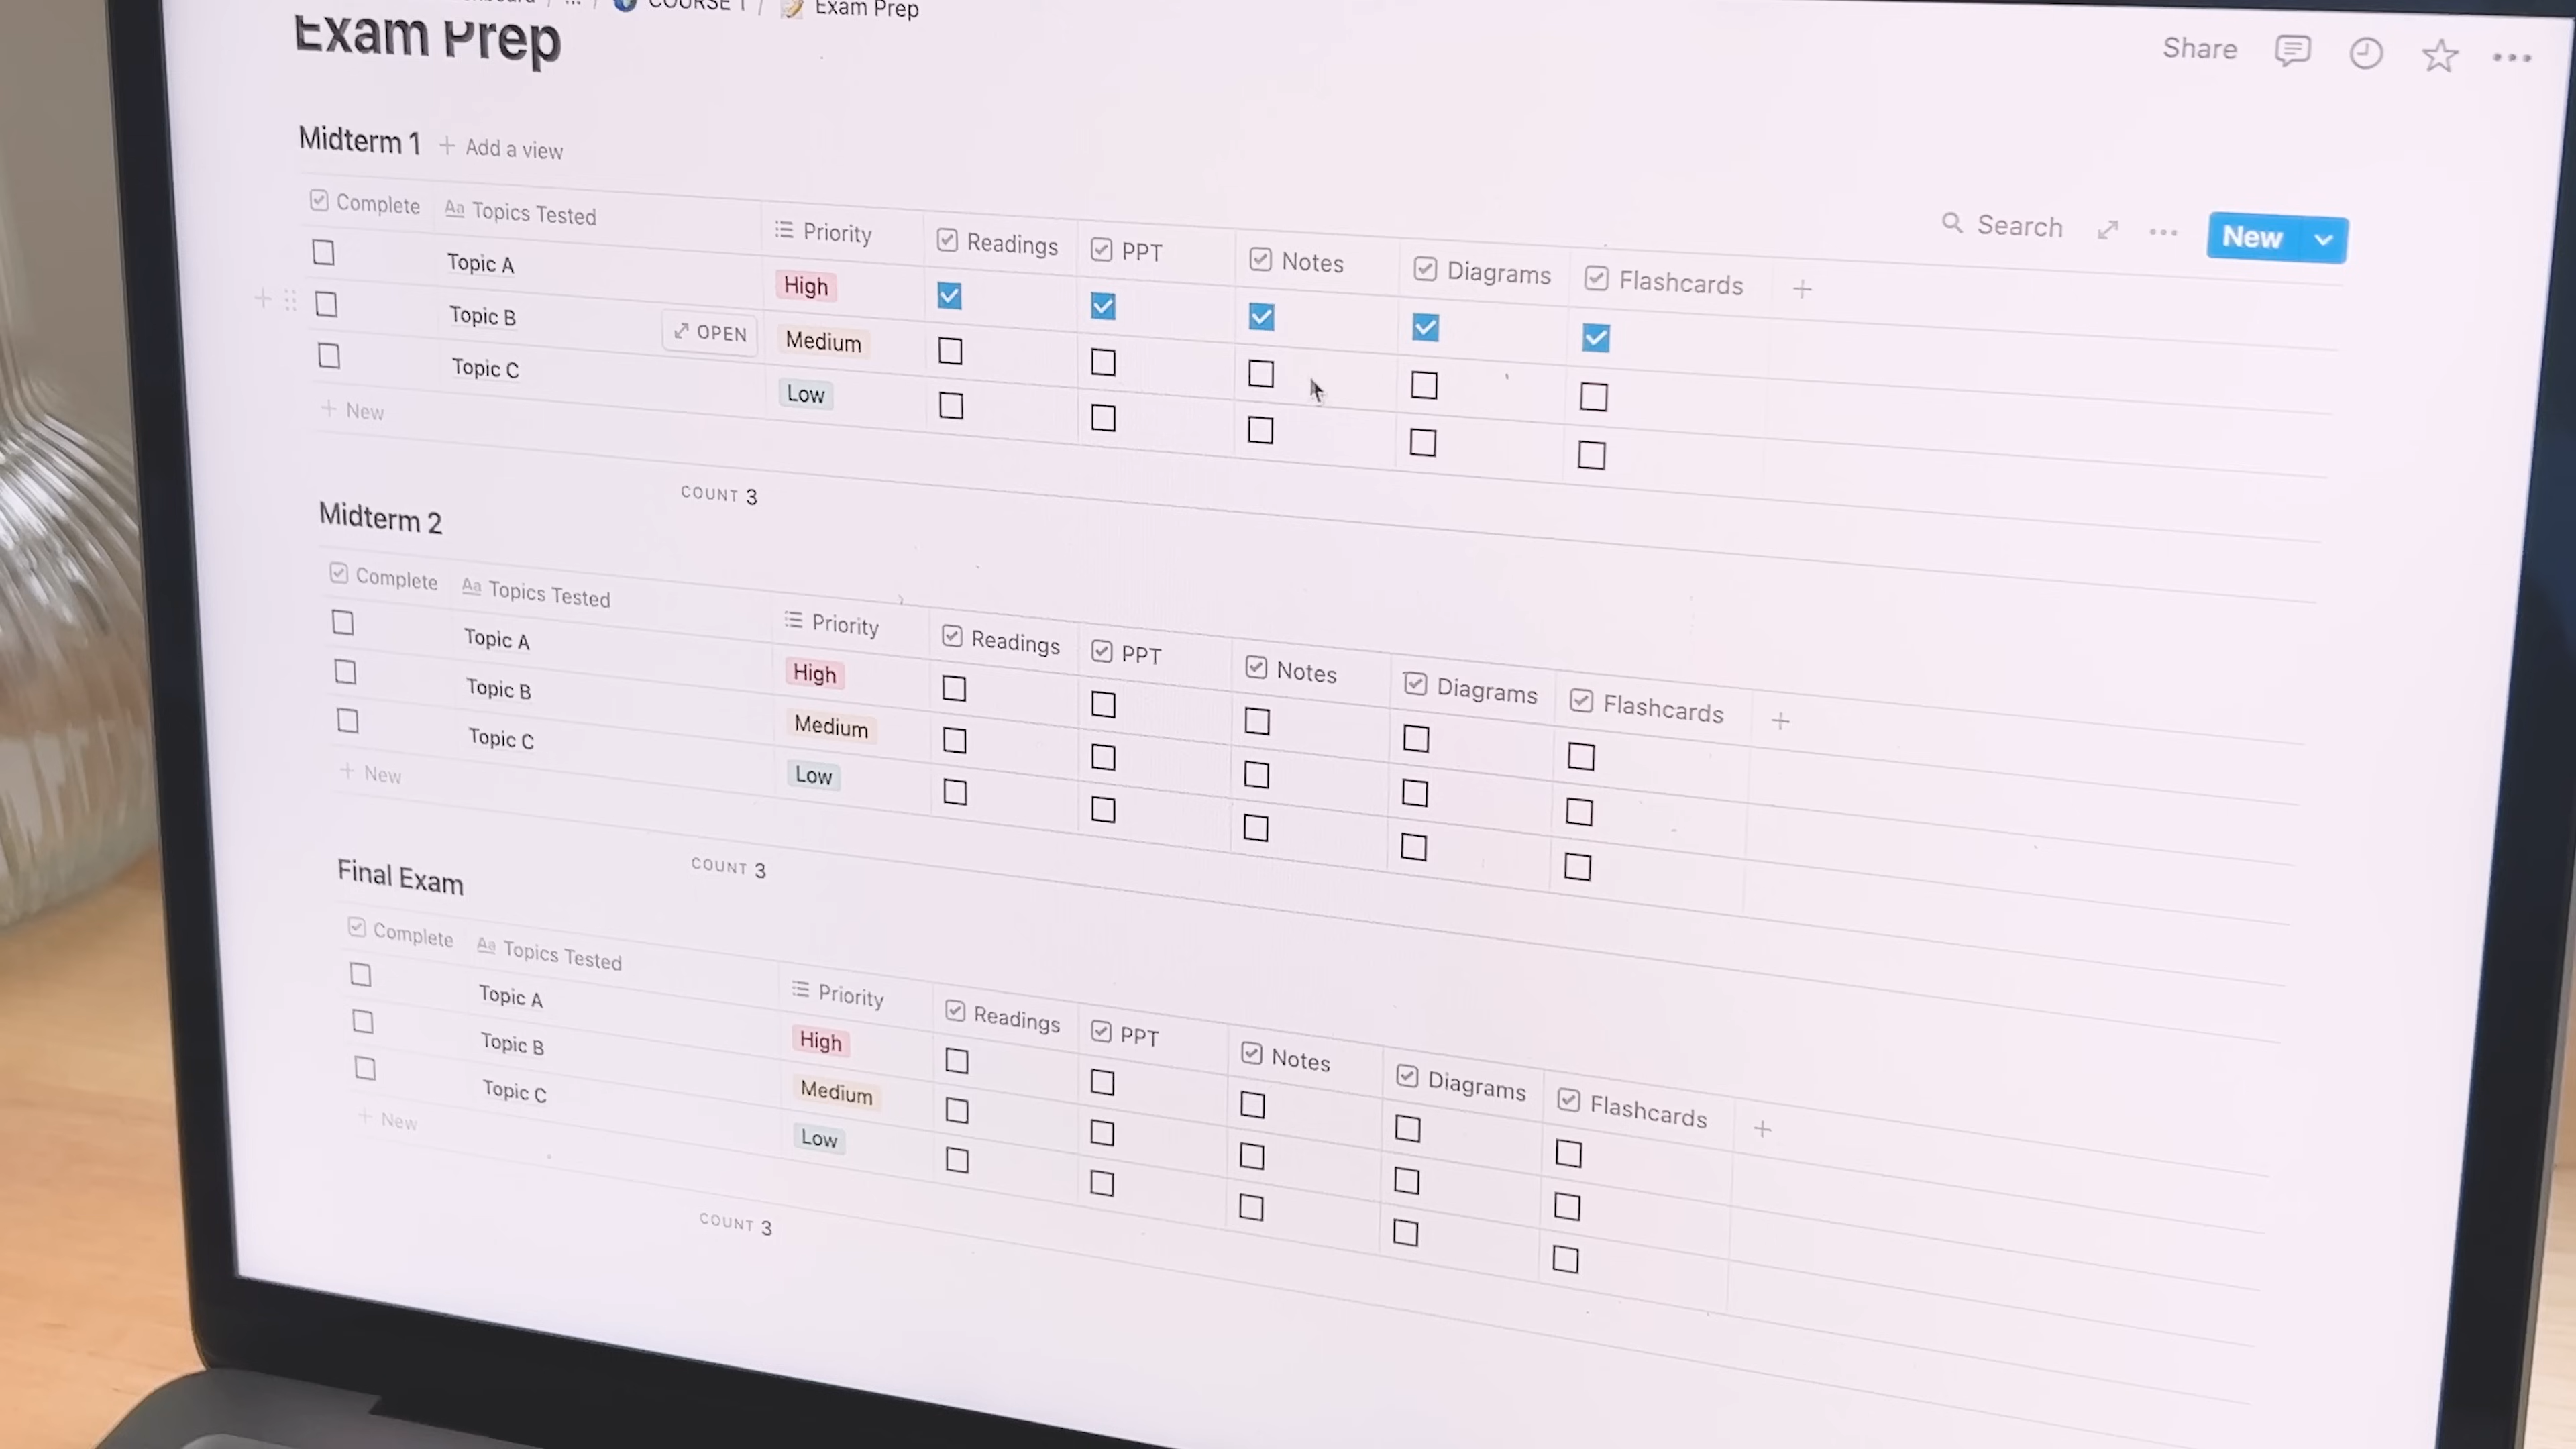 ... / COURSE 1 / Exam Prep
Share
Exam Prep
Midterm 1 + Add a view
Search New
Complete Aa Topics Tested Priority Readings PPT Notes Diagrams Flashcards +
Topic A High
Topic B OPEN Medium
Topic C Low
+ New
COUNT 3
Midterm 2
Complete Aa Topics Tested Priority Readings PPT Notes Diagrams Flashcards +
Topic A High
Topic B Medium
Topic C Low
+ New
COUNT 3
Final Exam
Complete Aa Topics Tested Priority Readings PPT Notes Diagrams Flashcards +
Topic A High
Topic B Medium
Topic C Low
+ New
COUNT 3